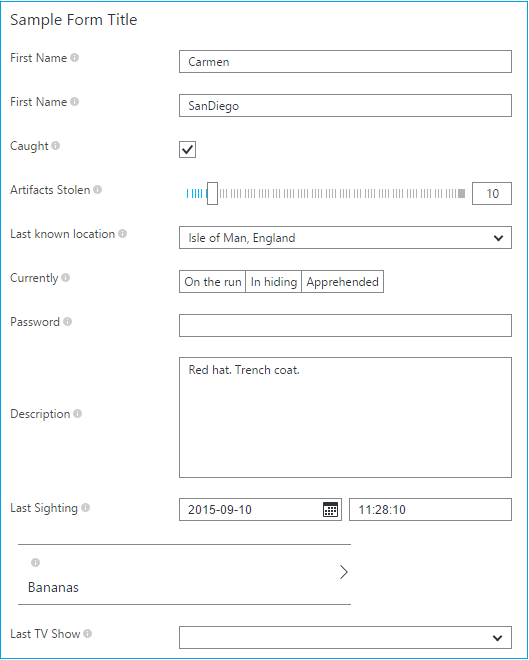 Sample Form Title
First Name
Carmen
First Name
SanDiego
Caught
Artifacts Stolen
10
Last known location
Isle of Man, England
Currently
On the run In hiding Apprehended
Password
Description
Red hat. Trench coat.
Last Sighting
2015-09-10
11:28:10
Bananas
Last TV Show